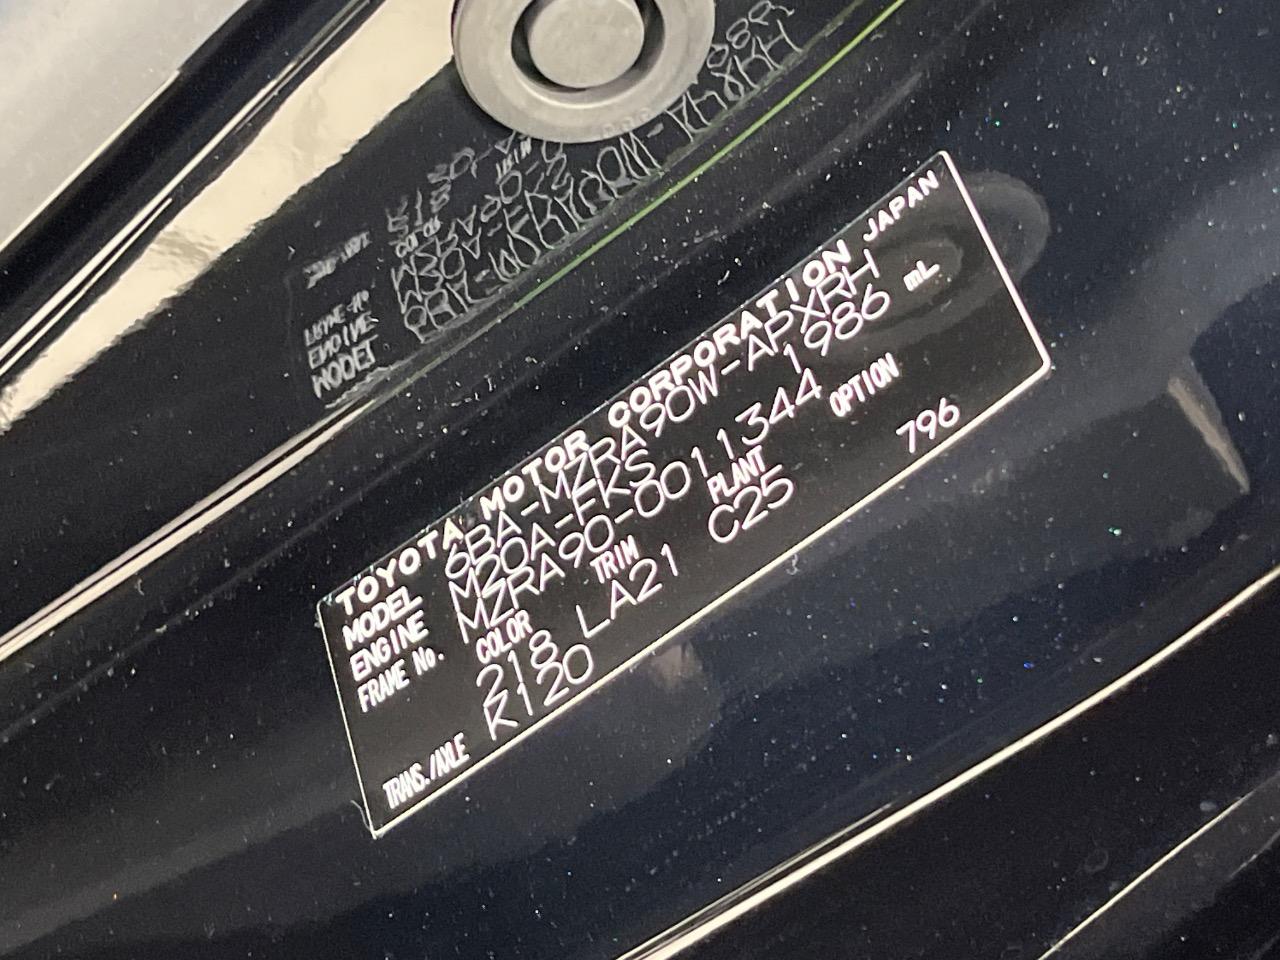 TOYOTA MOTOR CORPORATION JAPAN
MODEL 6BA-MZRA90W-APXRH
ENGINE M20A-FKS 1986 mL
FRAME No. MZRA90-0011344
COLOR TRIM PLANT OPTION
218 LA21 C25 796
TRANS./AXLE K120